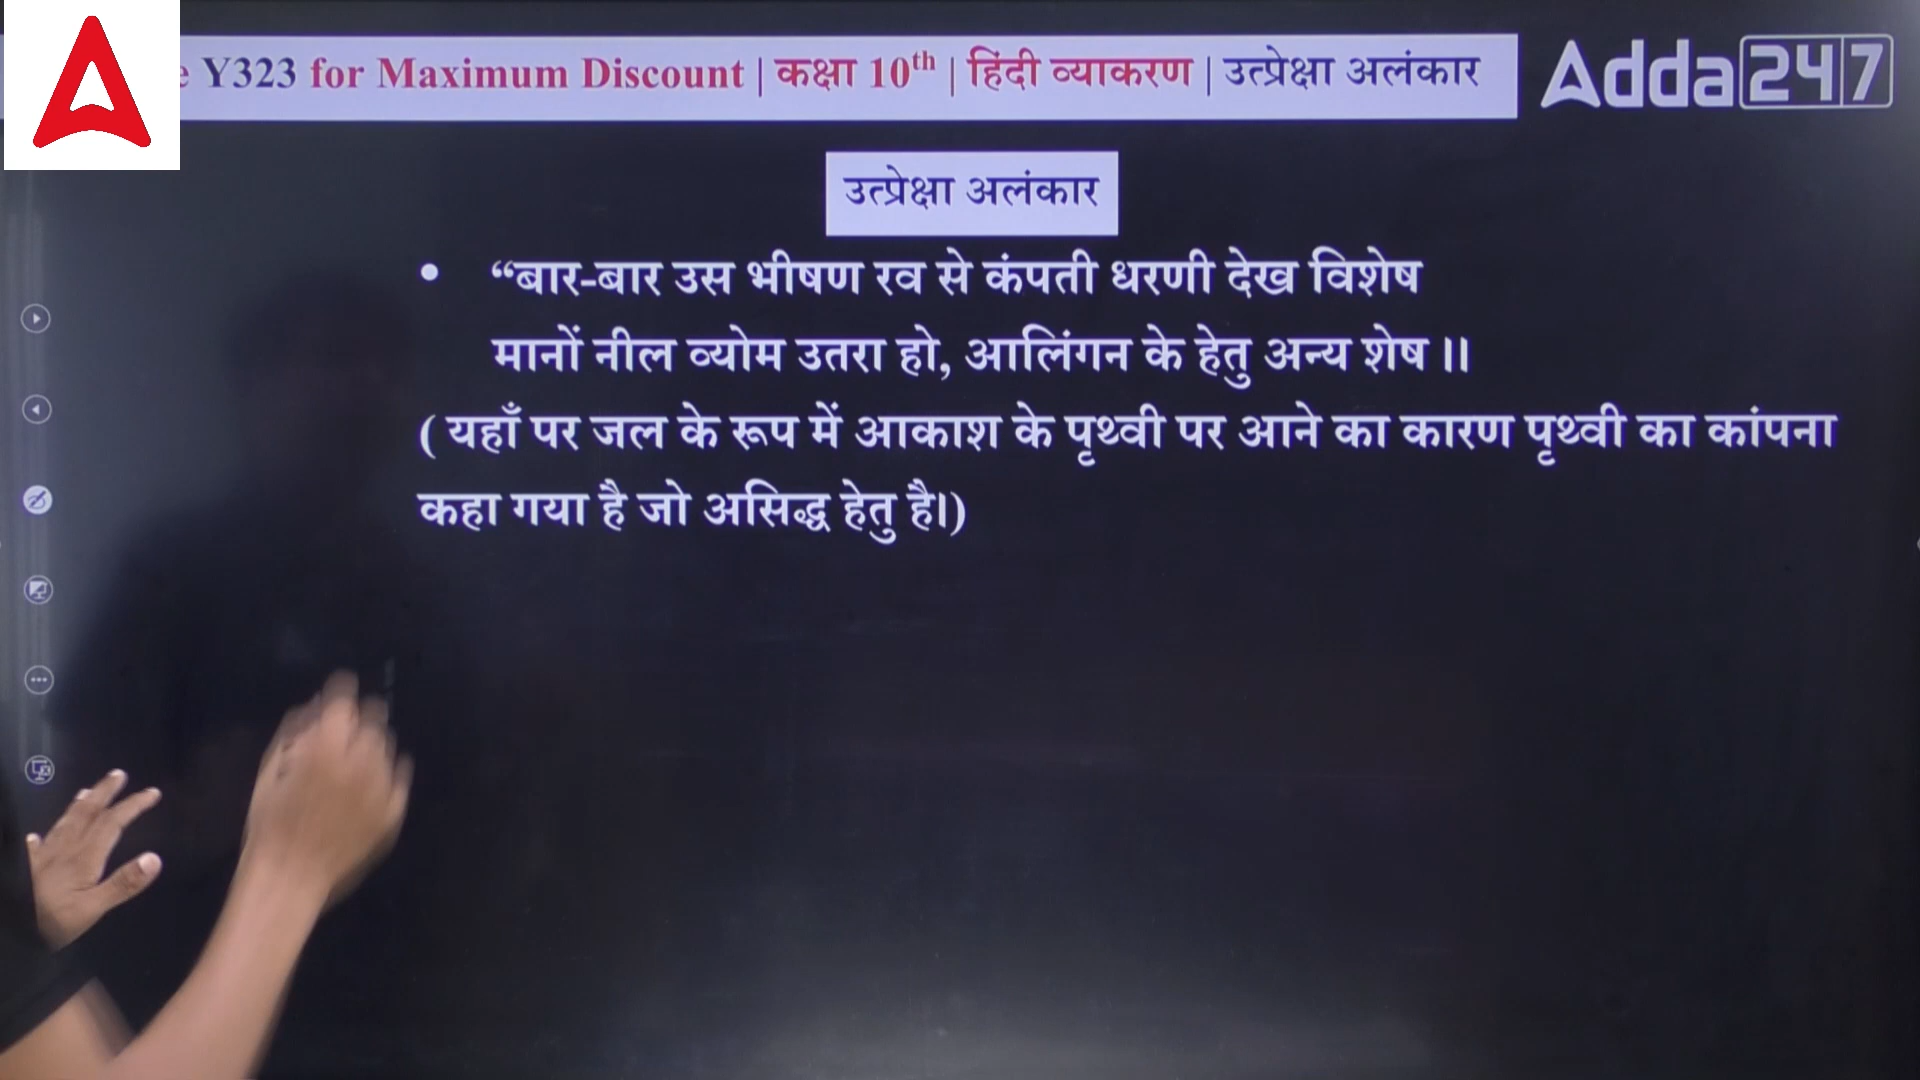 Y323 for Maximum Discount | कक्षा 10th | हिंदी व्याकरण | उत्प्रेक्षा अलंकार
Adda247
उत्प्रेक्षा अलंकार
• “बार-बार उस भीषण रव से कंपती धरणी देख विशेष
मानों नील व्योम उतरा हो, आलिंगन के हेतु अन्य शेष ।।
( यहाँ पर जल के रूप में आकाश के पृथ्वी पर आने का कारण पृथ्वी का कांपना
कहा गया है जो असिद्ध हेतु है।)